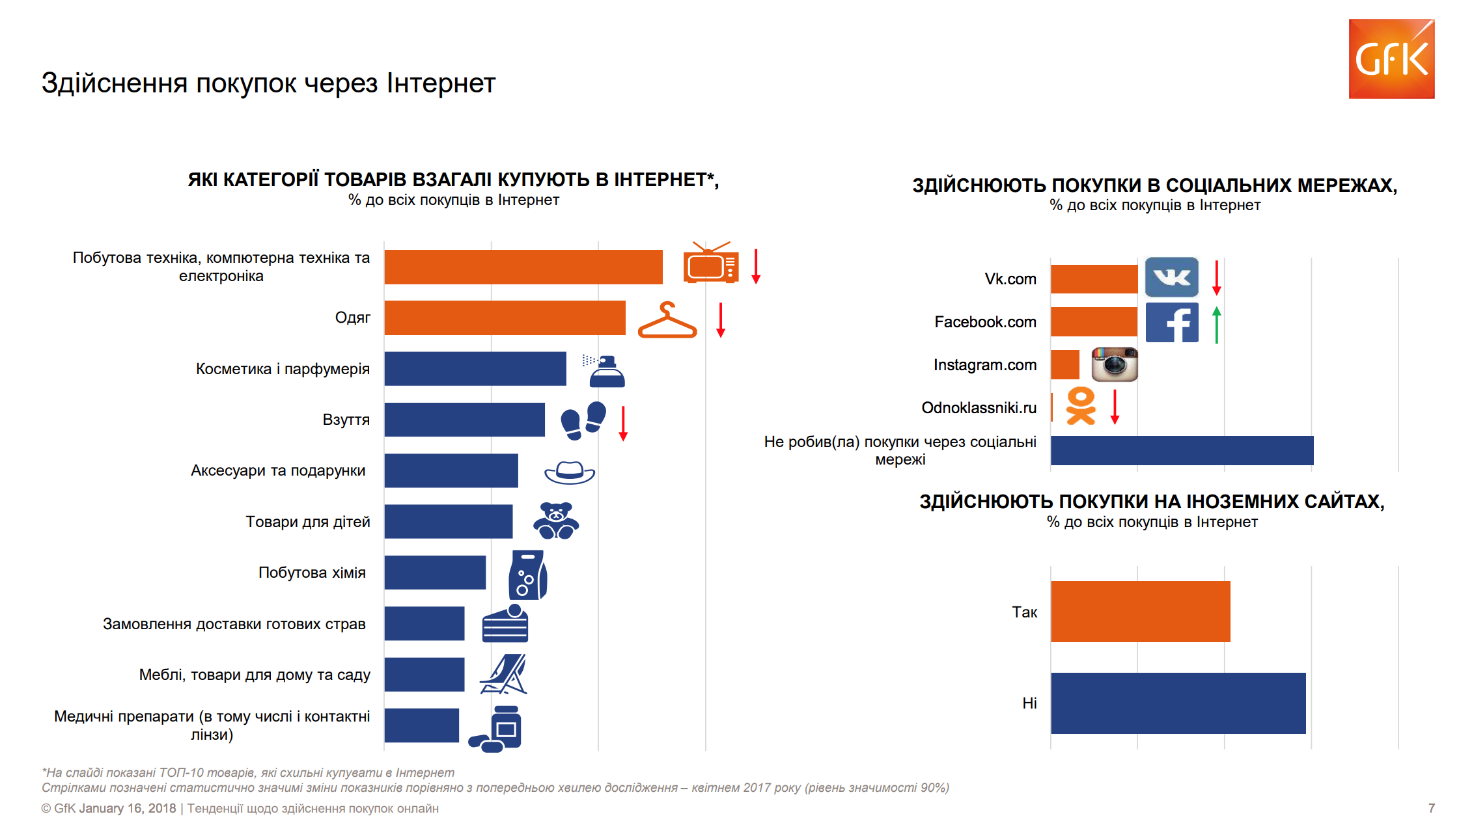 GfK
Здійснення покупок через Інтернет
ЯКІ КАТЕГОРІЇ ТОВАРІВ ВЗАГАЛІ КУПУЮТЬ В ІНТЕРНЕТ*,
% до всіх покупців в Інтернет
Побутова техніка, компютерна техніка та
електроніка
Одяг
Косметика і парфумерія
Взуття
Аксесуари та подарунки
Товари для дітей
Побутова хімія
Замовлення доставки готових страв
Меблі, товари для дому та саду
Медичні препарати (в тому числі і контактні
лінзи)
ЗДІЙСНЮЮТЬ ПОКУПКИ В СОЦІАЛЬНИХ МЕРЕЖАХ,
% до всіх покупців в Інтернет
Vk.com
Facebook.com
Instagram.com
Odnoklassniki.ru
Не робив(ла) покупки через соціальні
мережі
ЗДІЙСНЮЮТЬ ПОКУПКИ НА ІНОЗЕМНИХ САЙТАХ,
% до всіх покупців в Інтернет
Так
Ні
*На слайді показані ТОП-10 товарів, які схильні купувати в Інтернет
Стрілками позначені статистично значимі зміни показників порівняно з попередньою хвилею дослідження – квітнем 2017 року (рівень значимості 90%)
© GfK January 16, 2018 | Тенденції щодо здійснення покупок онлайн
7